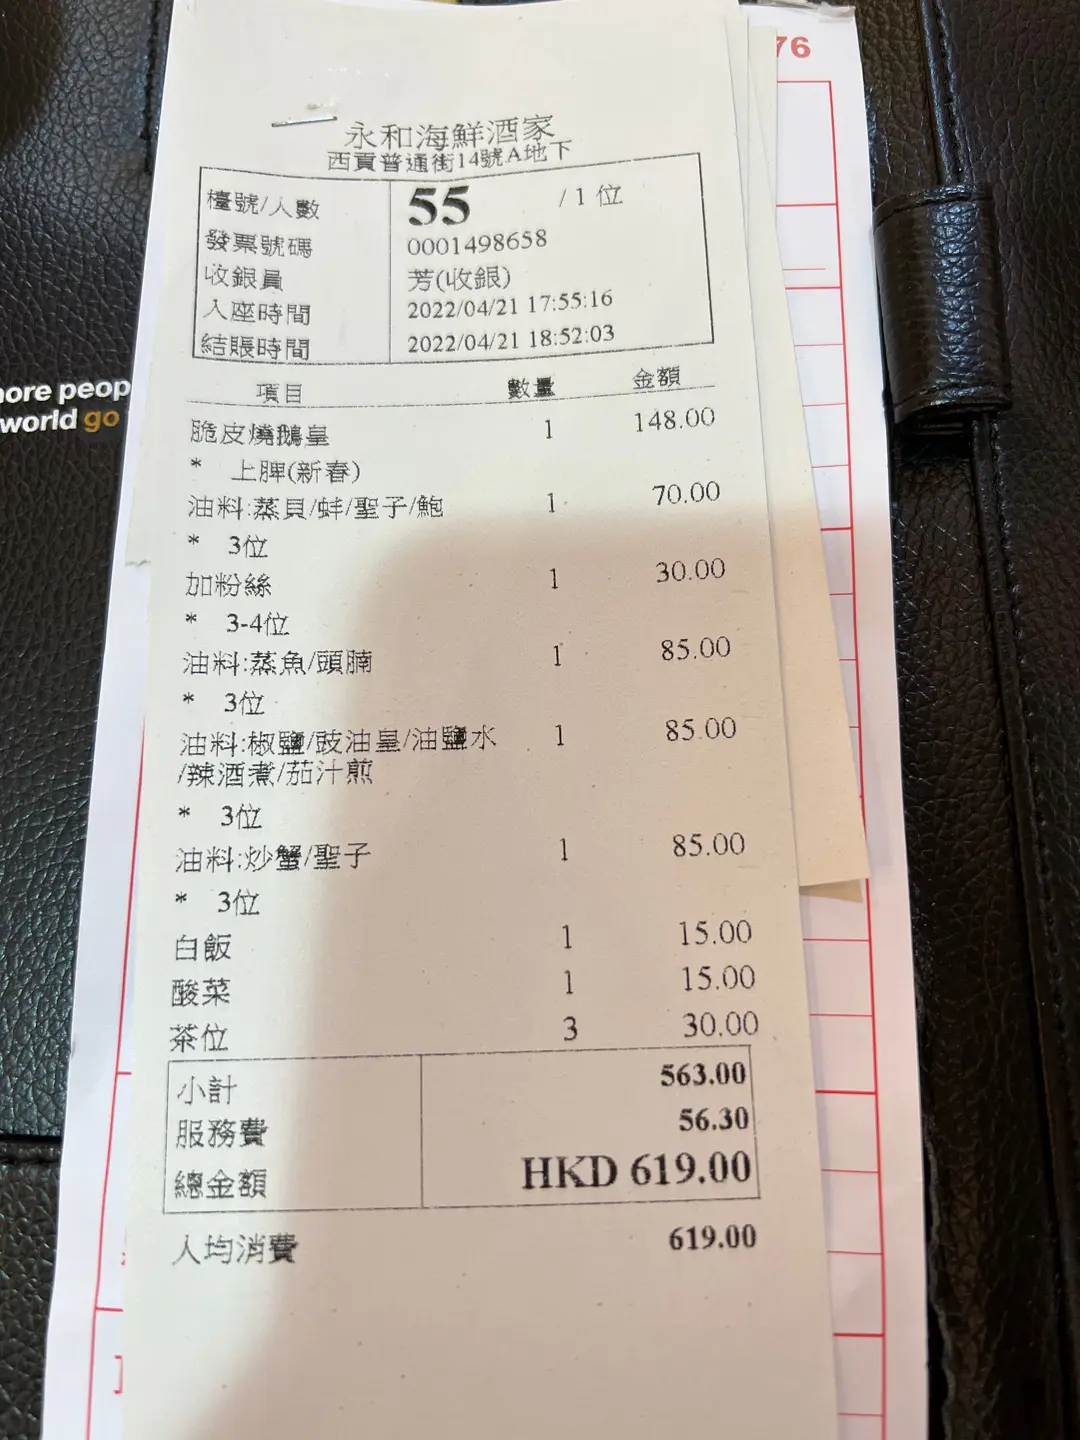 76
永和海鮮酒家
西貢普通街14號A地下
檯號/人數 55 /1 位
發票號碼 0001498658
收銀員 芳(收銀)
入座時間 2022/04/21 17:55:16
結賬時間 2022/04/21 18:52:03
項目 數量 金額
脆皮燒鵝皇 1 148.00
* 上脾(新春)
油料:蒸貝/蚌/聖子/鮑 1 70.00
* 3位
加粉絲 1 30.00
* 3-4位
油料:蒸魚/頭腩 1 85.00
* 3位
油料:椒鹽/豉油皇/油鹽水 1 85.00
/辣酒煮/茄汁煎
* 3位
油料:炒蟹/聖子 1 85.00
* 3位
白飯 1 15.00
酸菜 1 15.00
茶位 3 30.00
小計 563.00
服務費 56.30
總金額 HKD 619.00
人均消費 619.00
more peop
world go